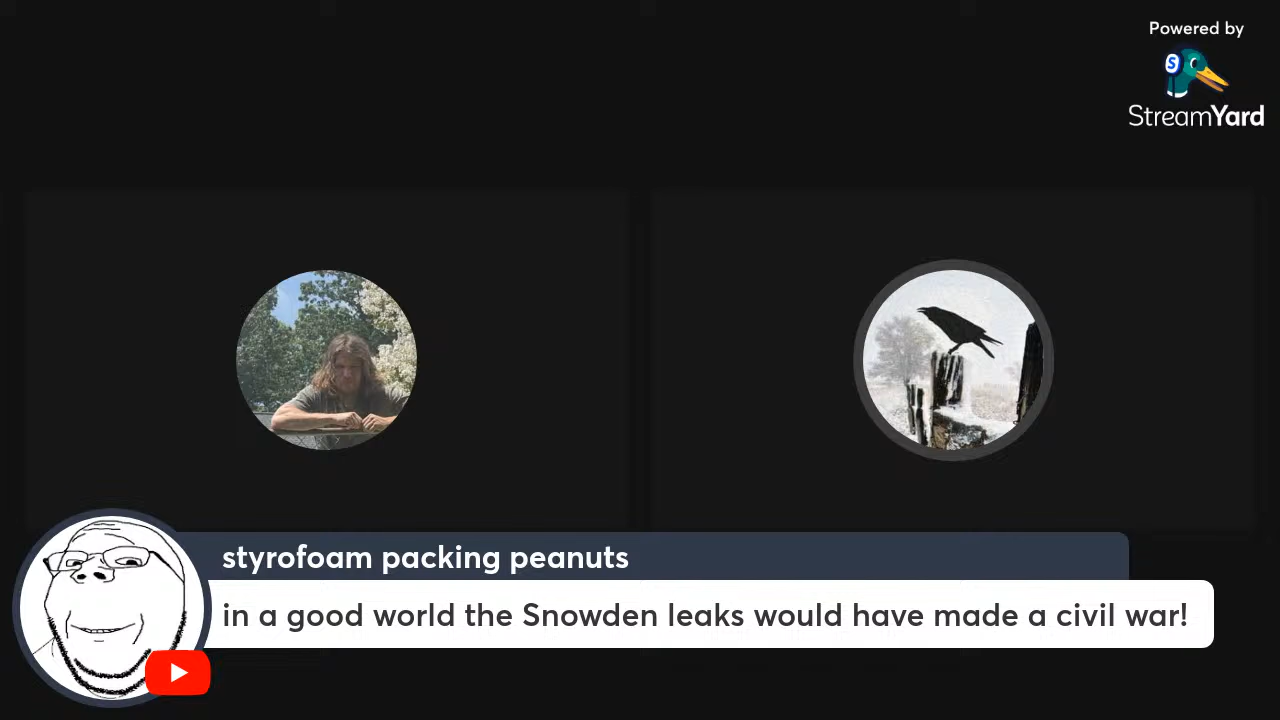 Powered by
S
StreamYard
styrofoam packing peanuts
in a good world the Snowden leaks would have made a civil war!